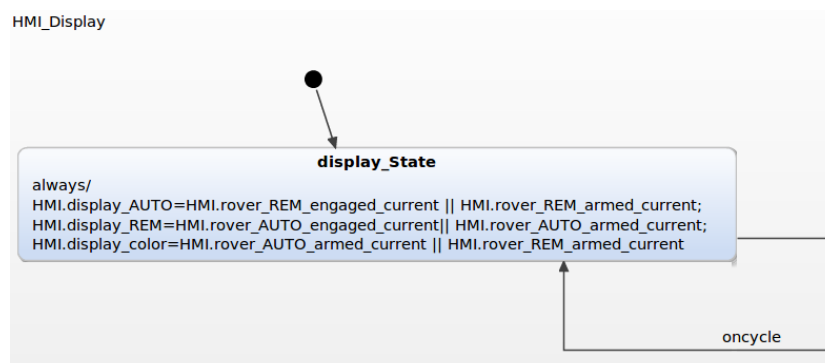 HMI_Display
display_State
always/
HMI.display_AUTO=HMI.rover_REM_engaged_current || HMI.rover_REM_armed_current;
HMI.display_REM=HMI.rover_AUTO_engaged_current|| HMI.rover_AUTO_armed_current;
HMI.display_color=HMI.rover_AUTO_armed_current || HMI.rover_REM_armed_current
oncycle